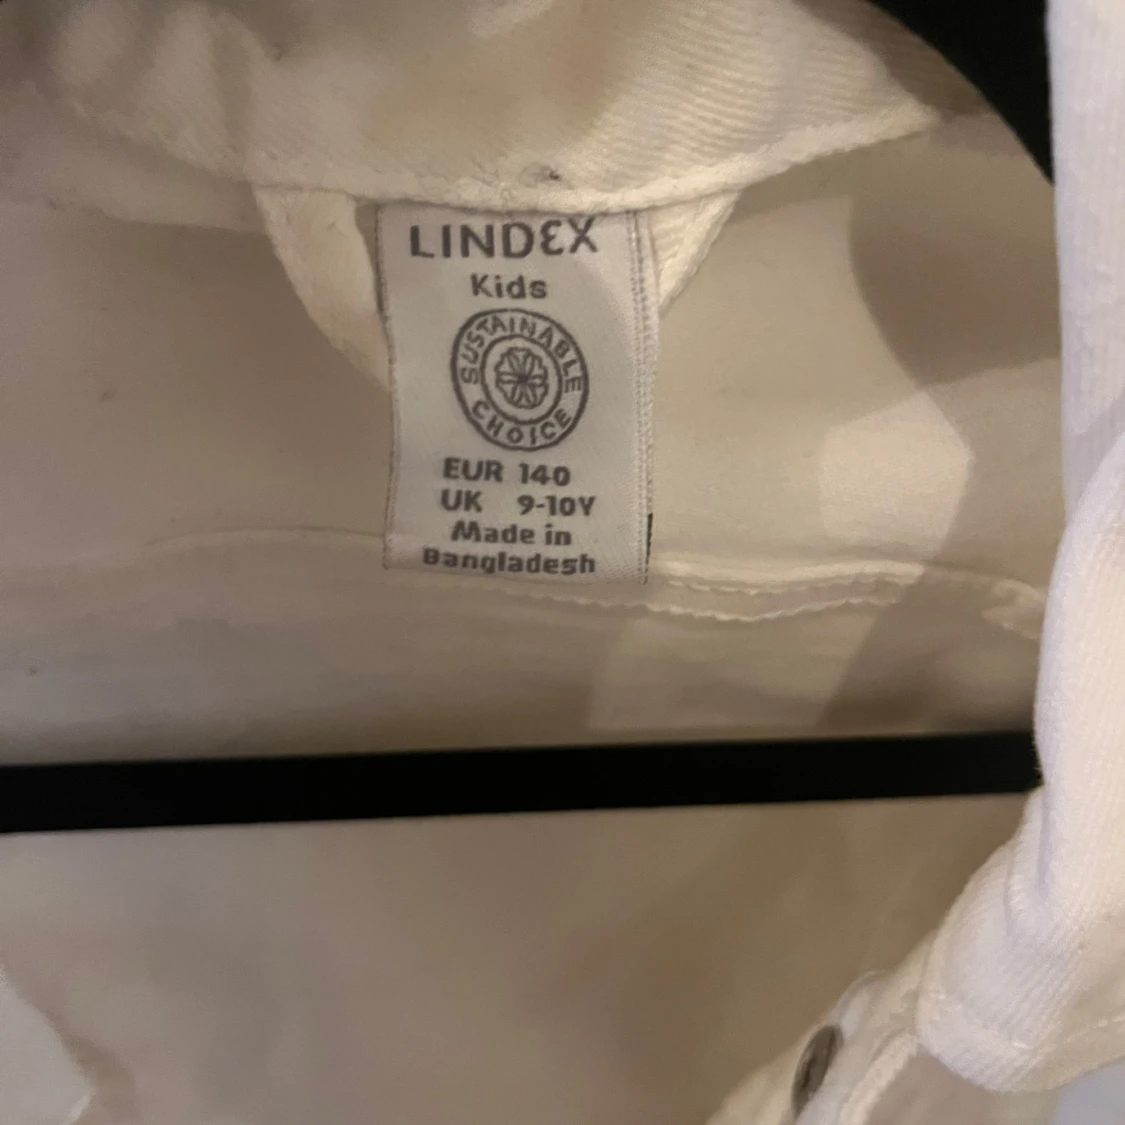 LINDEX
Kids
SUSTAINABLE
CHOICE
EUR 140
UK 9-10Y
Made in
Bangladesh